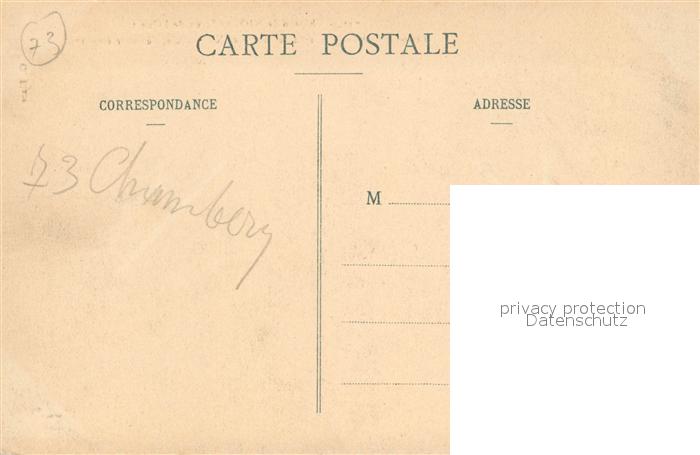 73
CARTE POSTALE
CORRESPONDANCE
ADRESSE
73 Chambery
M
privacy protection
Datenschutz